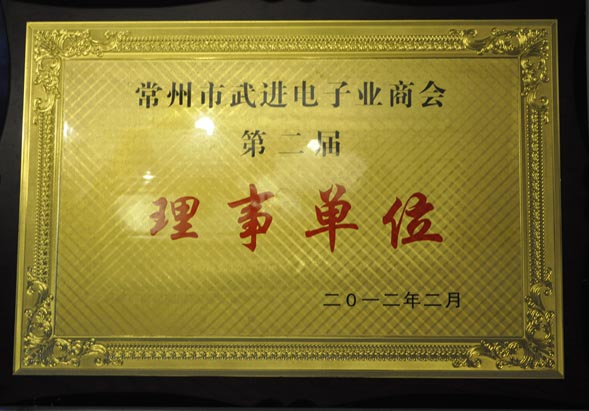 常州市武进电子业商会
第二届
理事单位
二0一二年二月